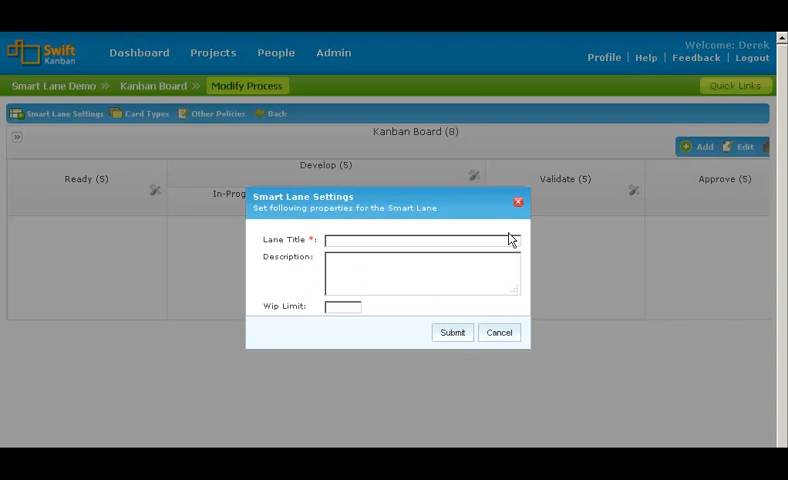 Swift
Kanban
Dashboard Projects People Admin
Welcome: Derek
Profile | Help | Feedback | Logout
Smart Lane Demo » Kanban Board » Modify Process
Quick Links
Smart Lane Settings Card Types Other Policies Back
Kanban Board (8)
Add Edit
Ready (5)
Develop (5)
Validate (5)
Approve (5)
In-Prog
Smart Lane Settings
Set following properties for the Smart Lane
Lane Title *:
Description:
Wip Limit:
Submit Cancel